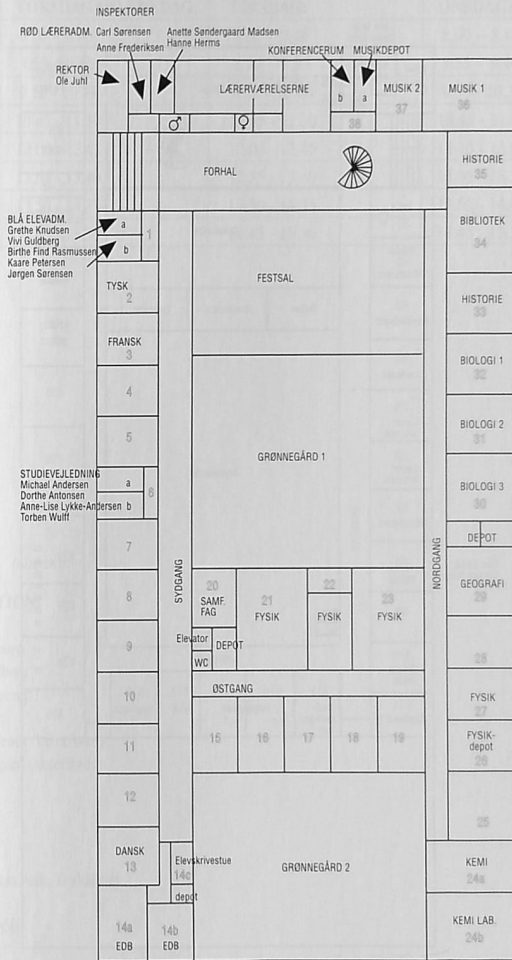 INSPEKTORER
RØD LÆRERADM. Carl Sørensen
Anne Frederiksen
Anette Søndergaard Madsen
Hanne Herms
REKTOR
Ole Juhl
KONFERENCERUM
MUSIKDEPOT
LÆRERVÆRELSERNE
b
a
38
MUSIK 2
37
MUSIK 1
36
♂
♀
FORHAL
HISTORIE
35
BLÅ ELEVADM.
Grethe Knudsen
Vivi Guldberg
Birthe Find Rasmussen
Kaare Petersen
Jørgen Sørensen
a
b
1
BIBLIOTEK
34
TYSK
2
FESTSAL
HISTORIE
33
FRANSK
3
BIOLOGI 1
32
4
5
BIOLOGI 2
31
GRØNNEGÅRD 1
STUDIEVEJLEDNING
Michael Andersen
Dorthe Antonsen
Anne-Lise Lykke-Andersen
Torben Wulff
a
b
6
BIOLOGI 3
30
7
DEPOT
SYDGANG
NORDGANG
8
20
SAMF.
FAG
21
FYSIK
22
FYSIK
23
FYSIK
GEOGRAFI
29
9
Elevator
DEPOT
WC
28
10
ØSTGANG
FYSIK
27
11
15
16
17
18
19
FYSIK-
depot
26
12
25
DANSK
13
Elevskrivestue
14c
depot
GRØNNEGÅRD 2
KEMI
24a
14a
EDB
14b
EDB
KEMI LAB.
24b